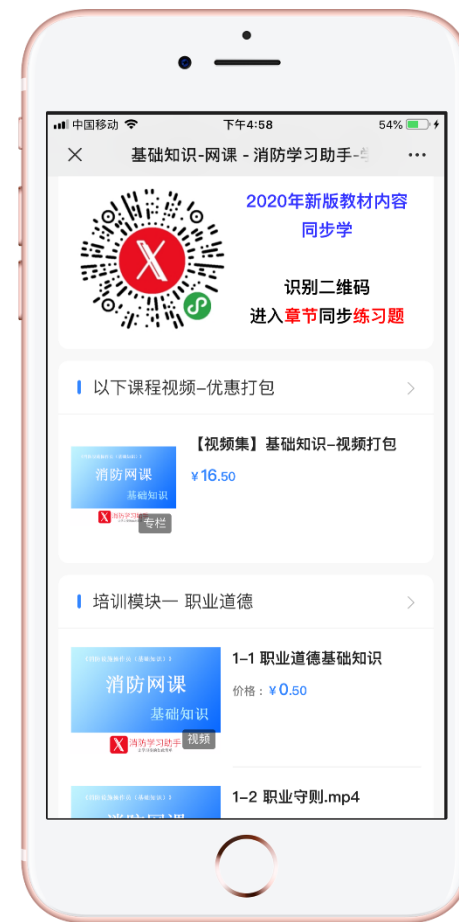 中国移动 下午4:58 54%
基础知识-网课 - 消防学习助手-
2020年新版教材内容
同步学
识别二维码
进入章节同步练习题
以下课程视频–优惠打包
【视频集】基础知识–视频打包
¥16.50
消防网课
基础知识
消防学习助手
专栏
培训模块一 职业道德
1–1 职业道德基础知识
价格：¥0.50
消防网课
基础知识
消防学习助手
视频
1–2 职业守则.mp4